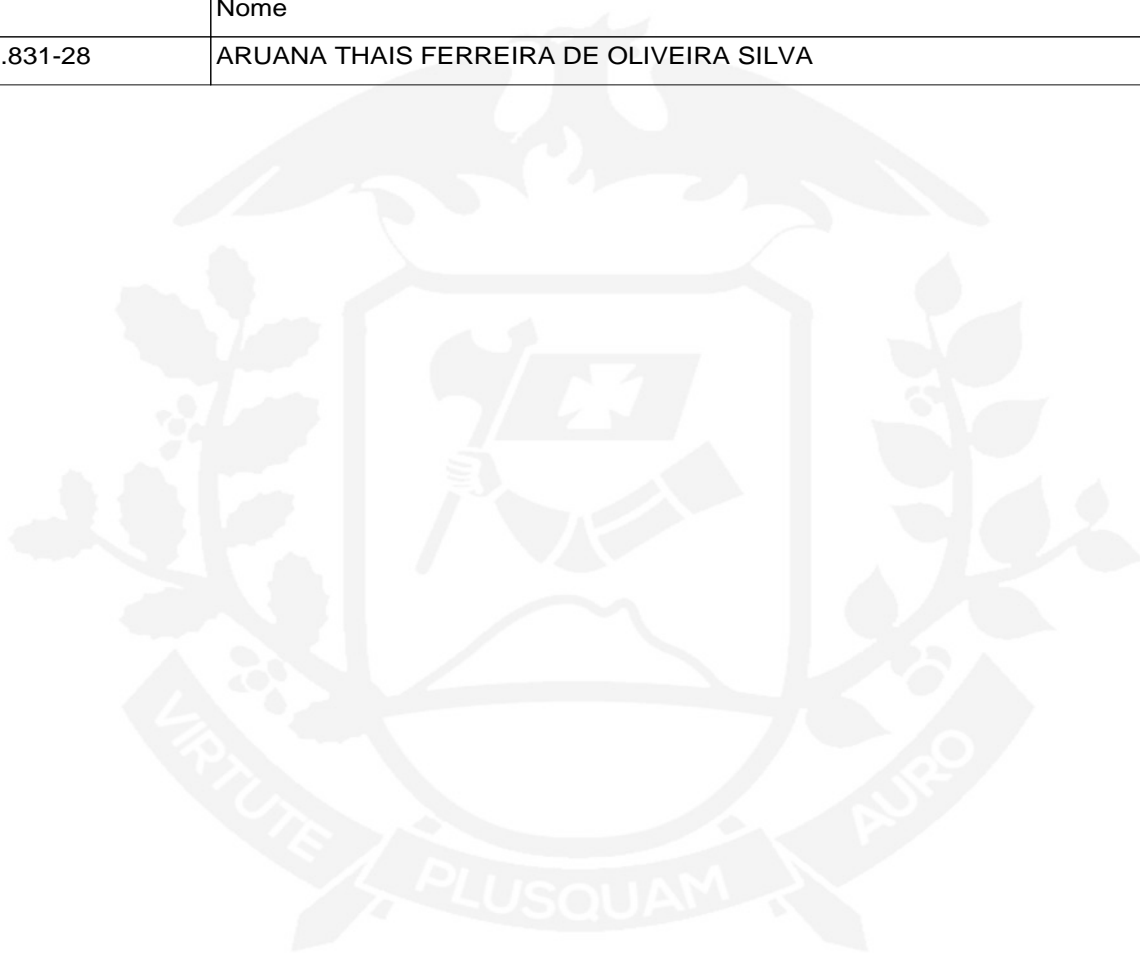 Nome
.831-28 ARUANA THAIS FERREIRA DE OLIVEIRA SILVA
VIRTUTE PLUSQUAM AURO